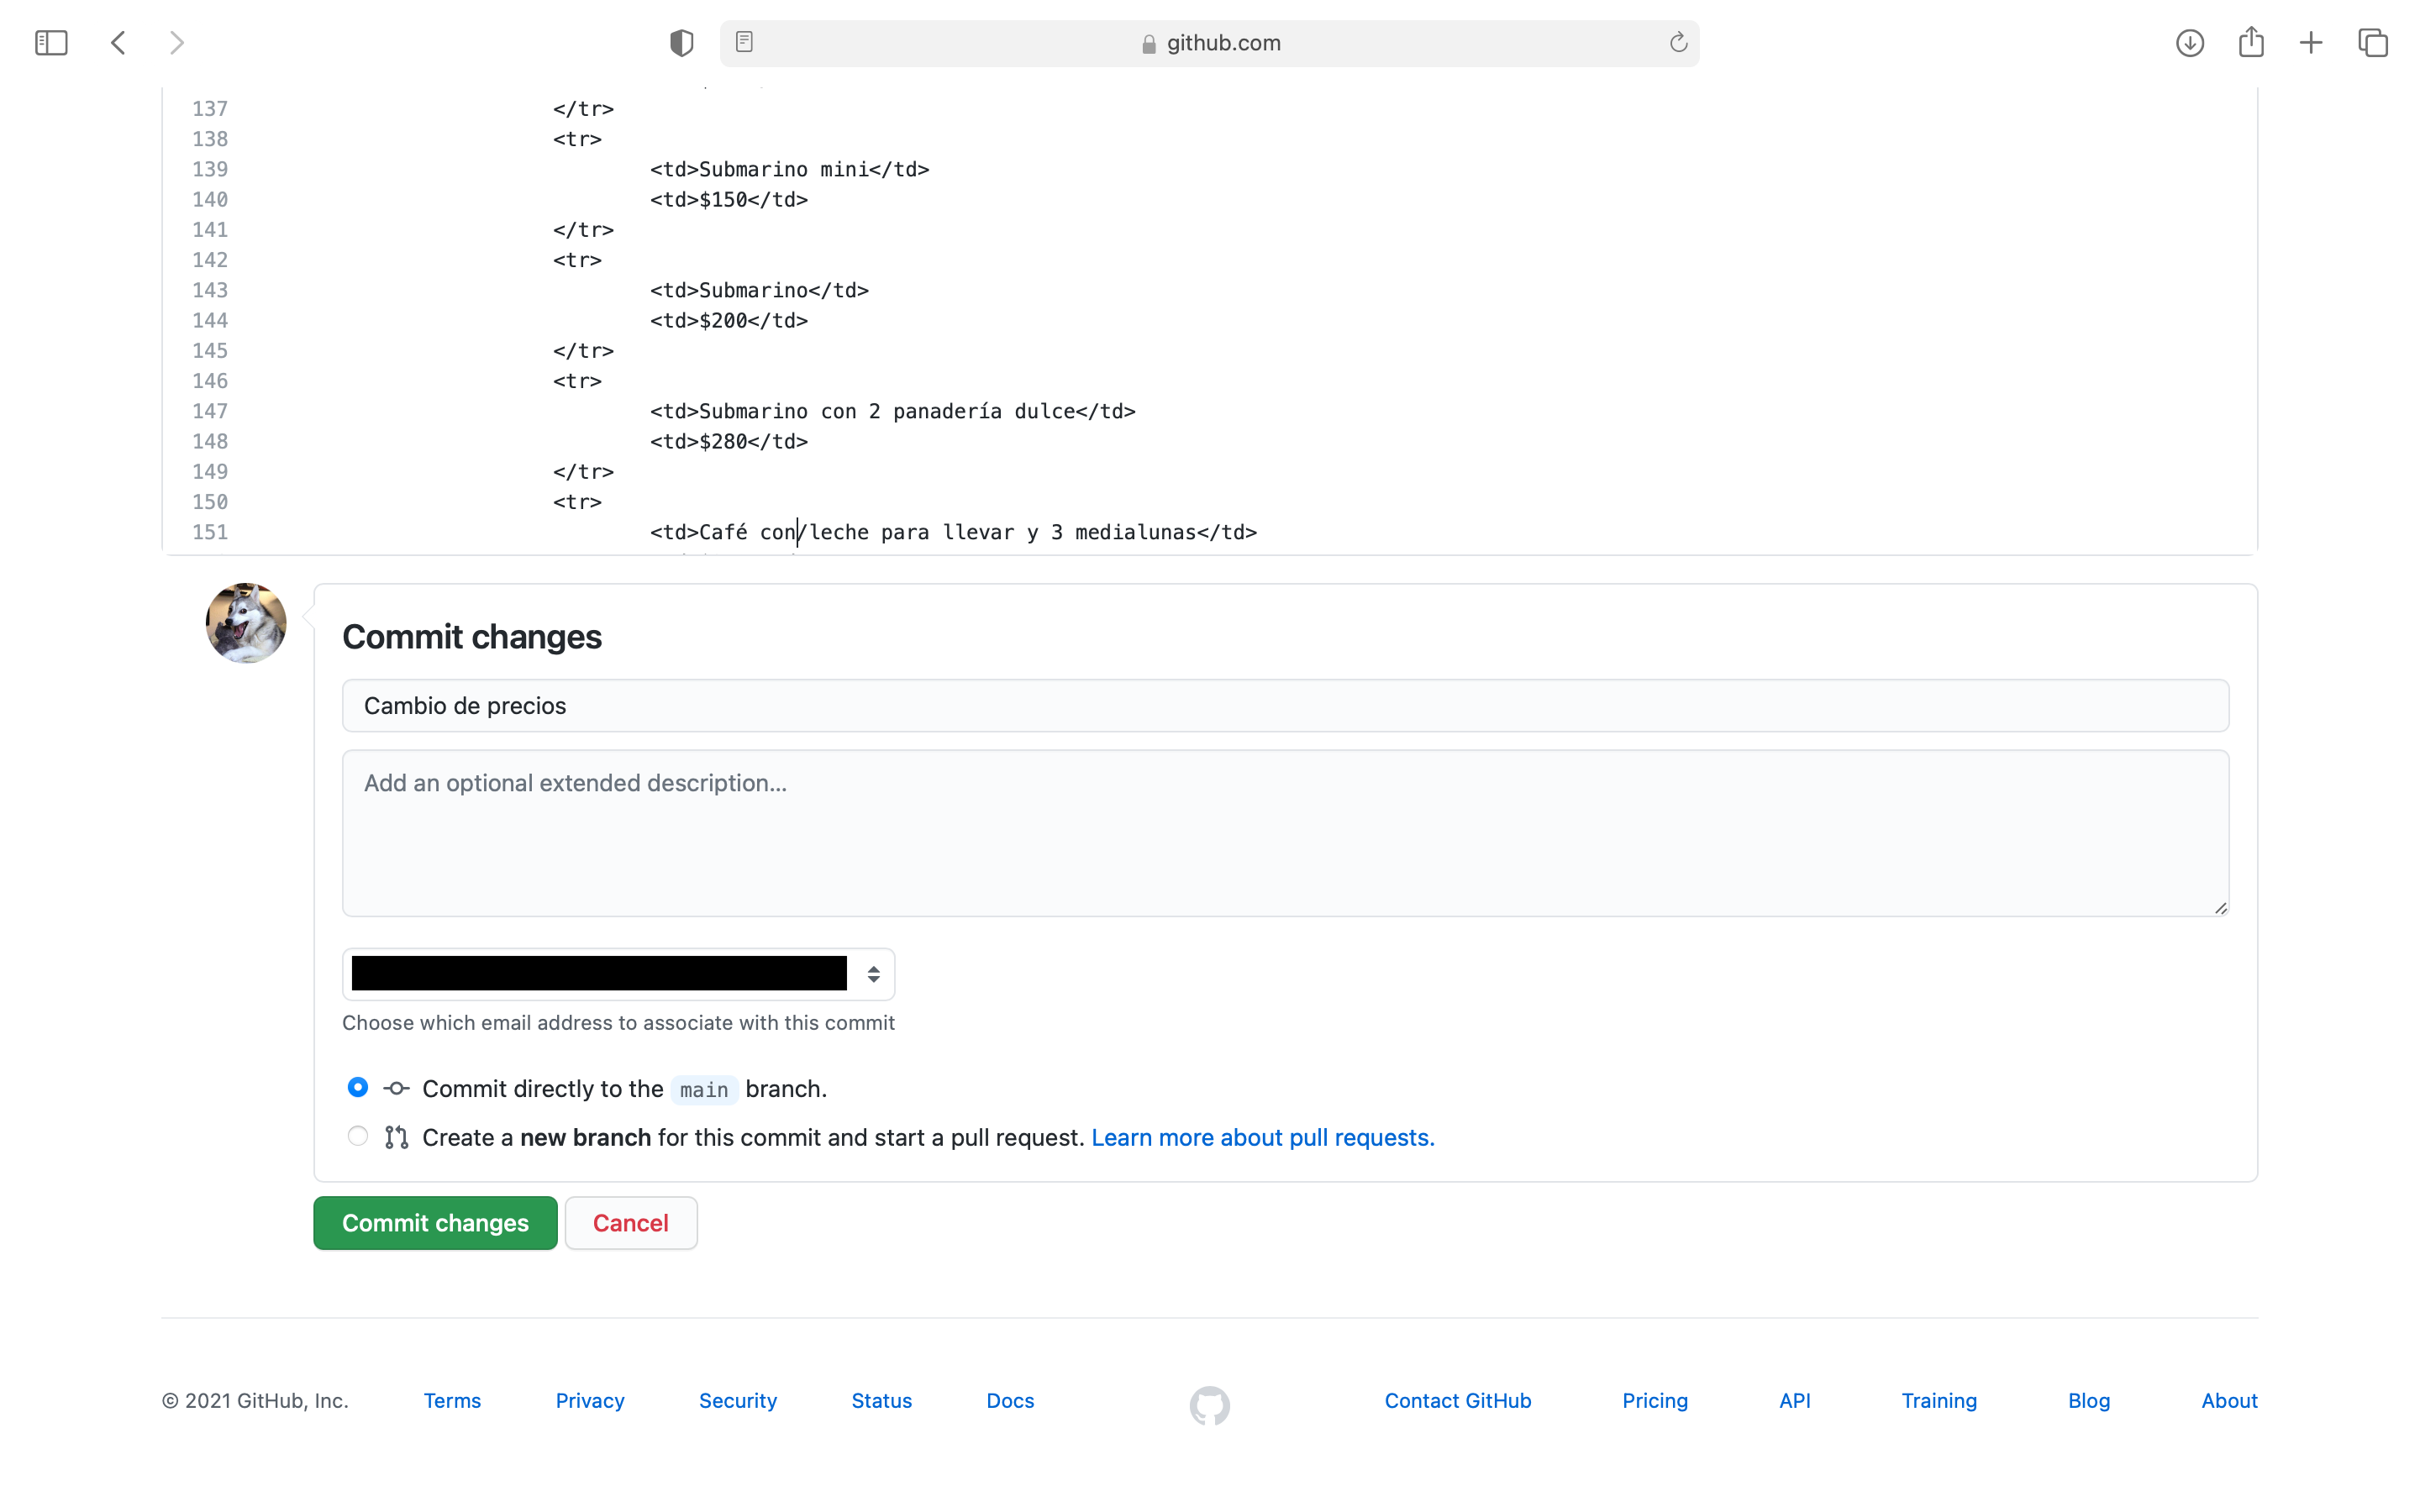 github.com
137 </tr>
138 <tr>
139 <td>Submarino mini</td>
140 <td>$150</td>
141 </tr>
142 <tr>
143 <td>Submarino</td>
144 <td>$200</td>
145 </tr>
146 <tr>
147 <td>Submarino con 2 panadería dulce</td>
148 <td>$280</td>
149 </tr>
150 <tr>
151 <td>Café con/leche para llevar y 3 medialunas</td>
Commit changes
Cambio de precios
Add an optional extended description...
Choose which email address to associate with this commit
Commit directly to the main branch.
Create a new branch for this commit and start a pull request. Learn more about pull requests.
Commit changes Cancel
© 2021 GitHub, Inc. Terms Privacy Security Status Docs Contact GitHub Pricing API Training Blog About